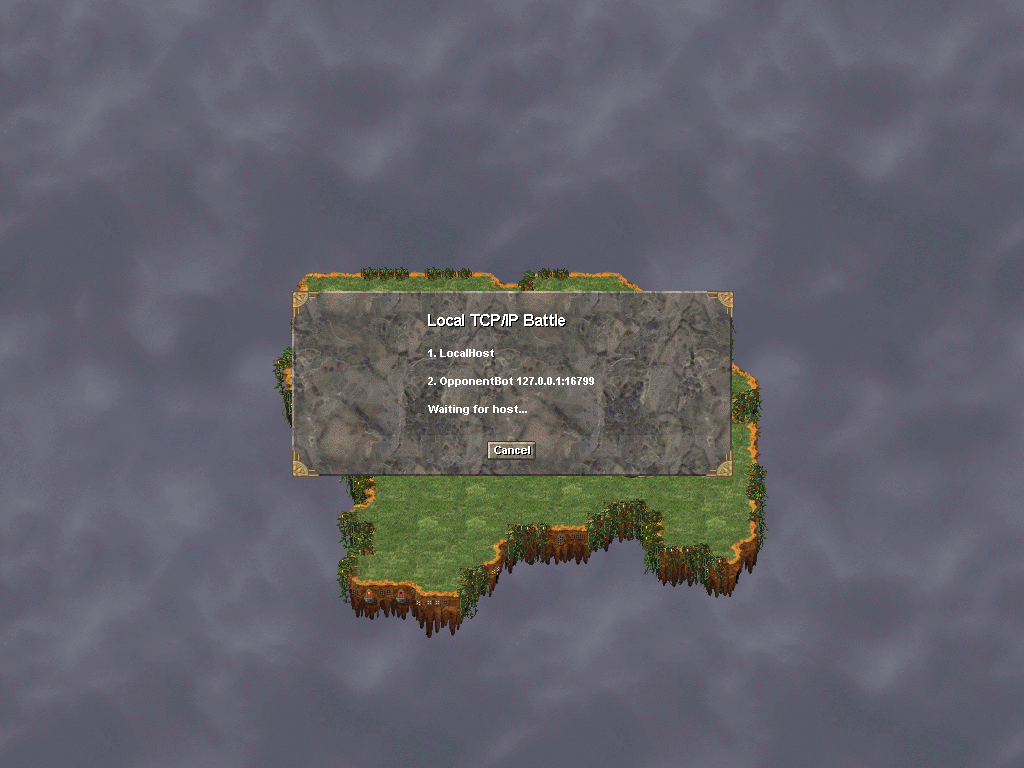 Local TCP/IP Battle
1. LocalHost
2. OpponentBot 127.0.0.1:16799
Waiting for host...
Cancel